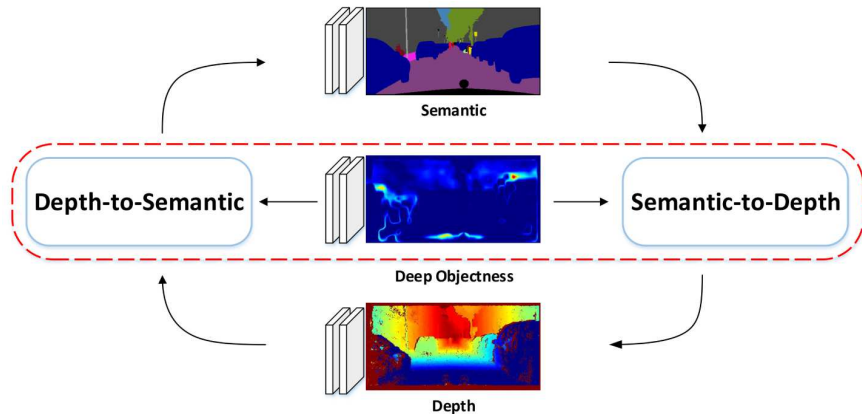 Semantic
Depth-to-Semantic
Semantic-to-Depth
Deep Objectness
Depth